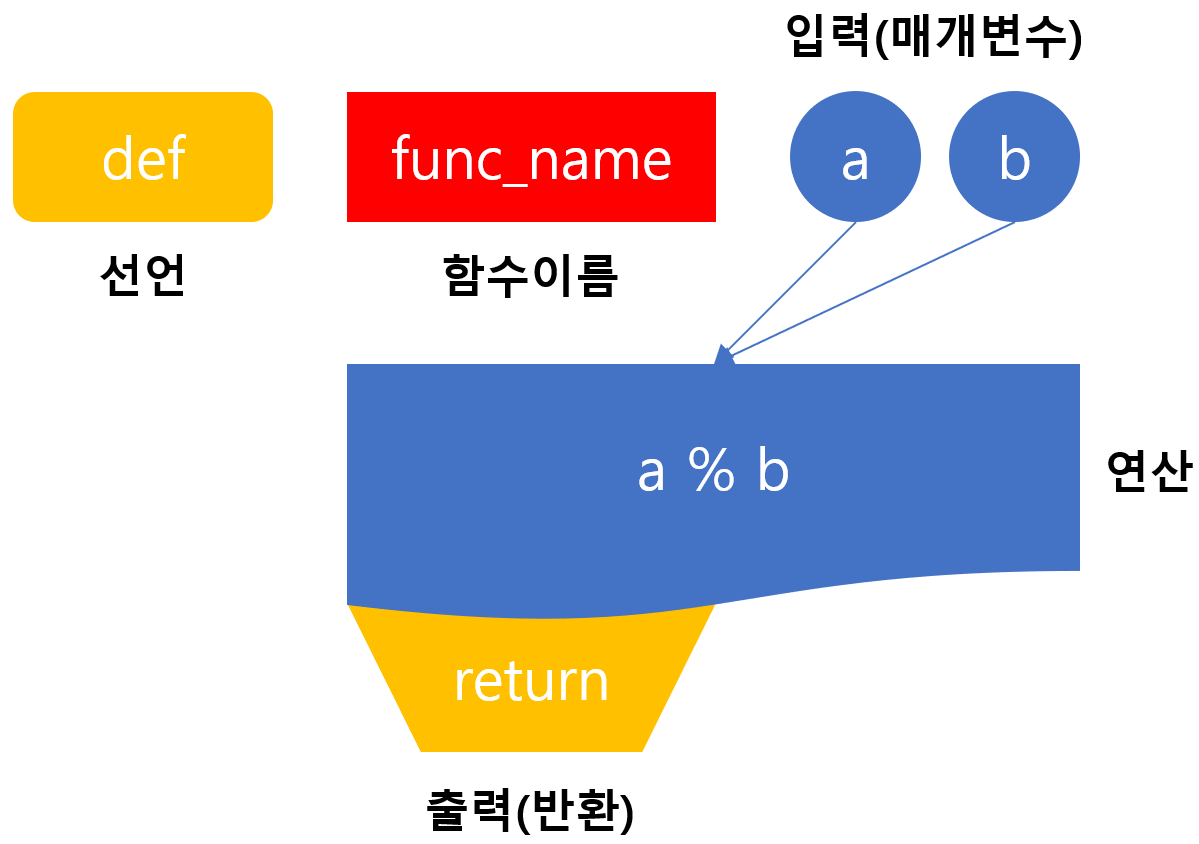 입력(매개변수)
def
func_name
a
b
선언
함수이름
a % b
연산
return
출력(반환)